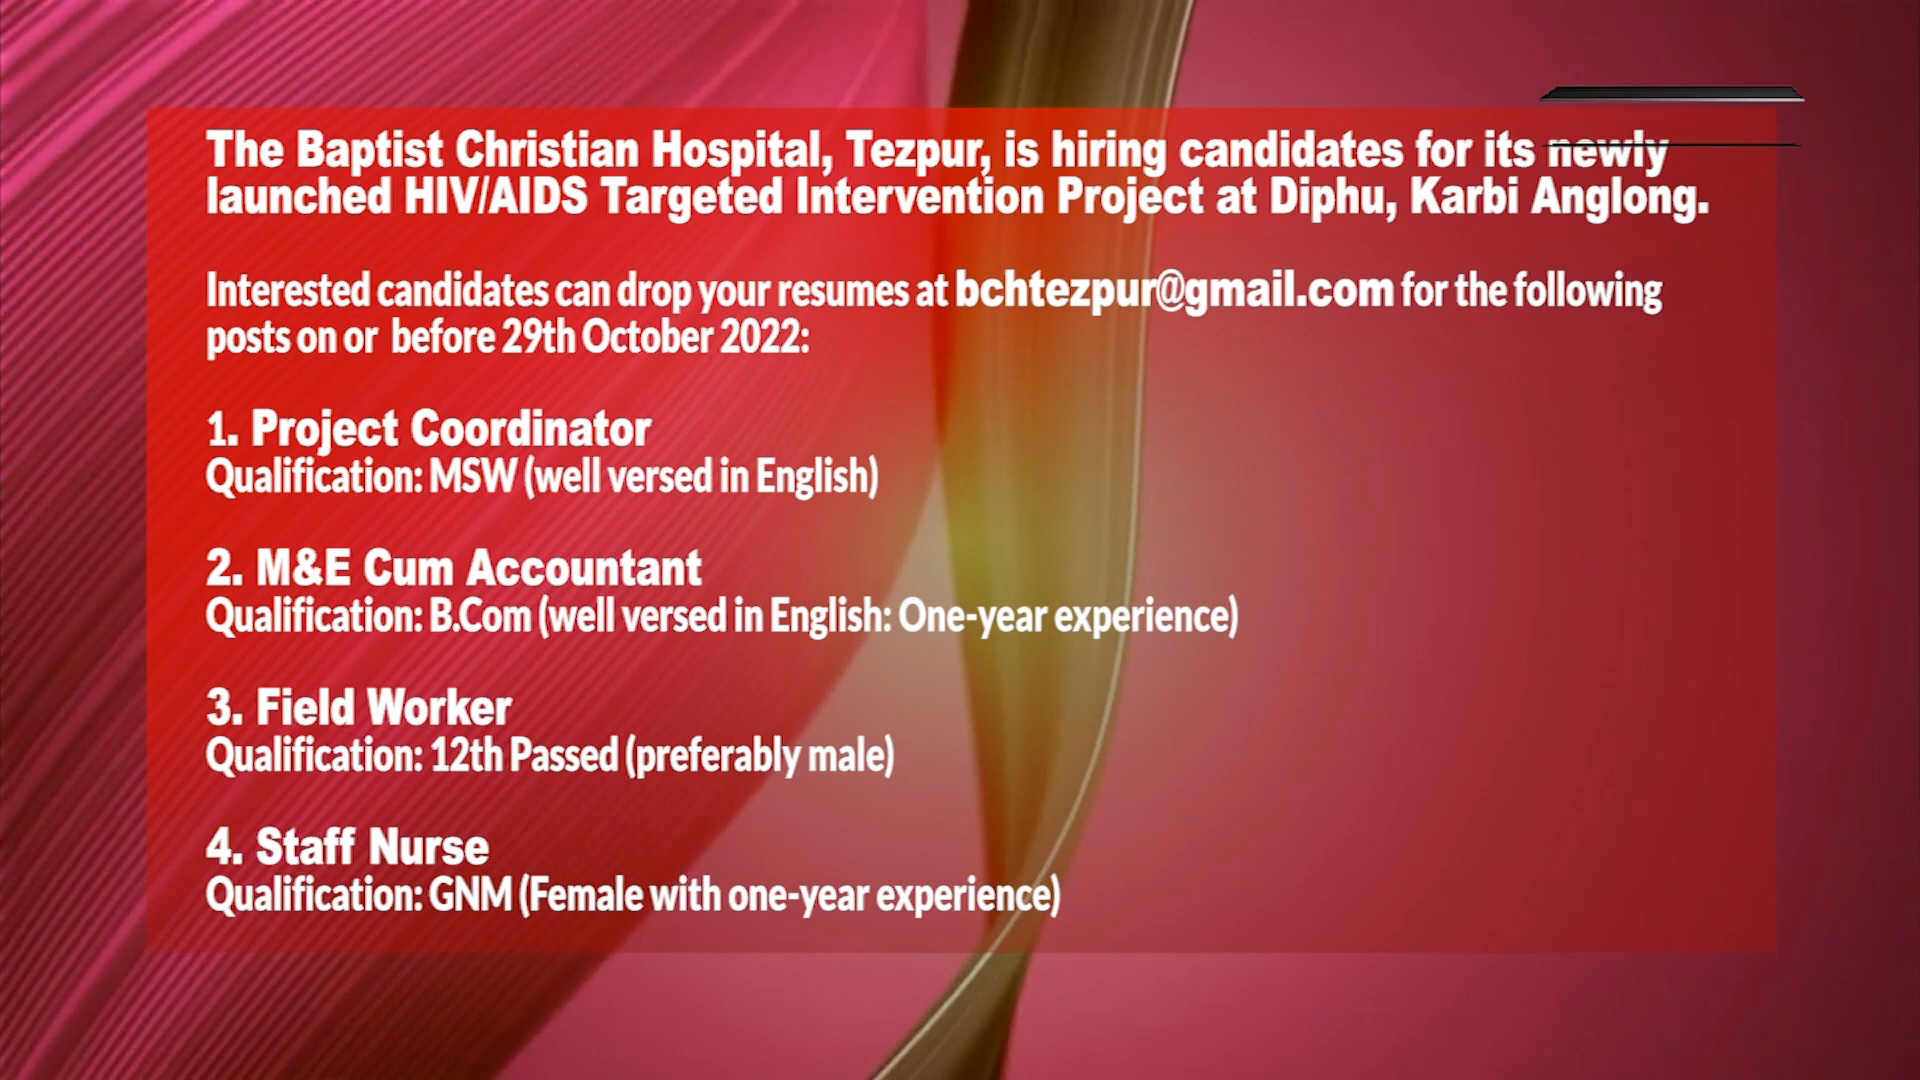 The Baptist Christian Hospital, Tezpur, is hiring candidates for its newly
launched HIV/AIDS Targeted Intervention Project at Diphu, Karbi Anglong.
Interested candidates can drop your resumes at bchtezpur@gmail.com for the following
posts on or before 29th October 2022:
1. Project Coordinator
Qualification: MSW (well versed in English)
2. M&E Cum Accountant
Qualification: B.Com (well versed in English: One-year experience)
3. Field Worker
Qualification: 12th Passed (preferably male)
4. Staff Nurse
Qualification: GNM (Female with one-year experience)